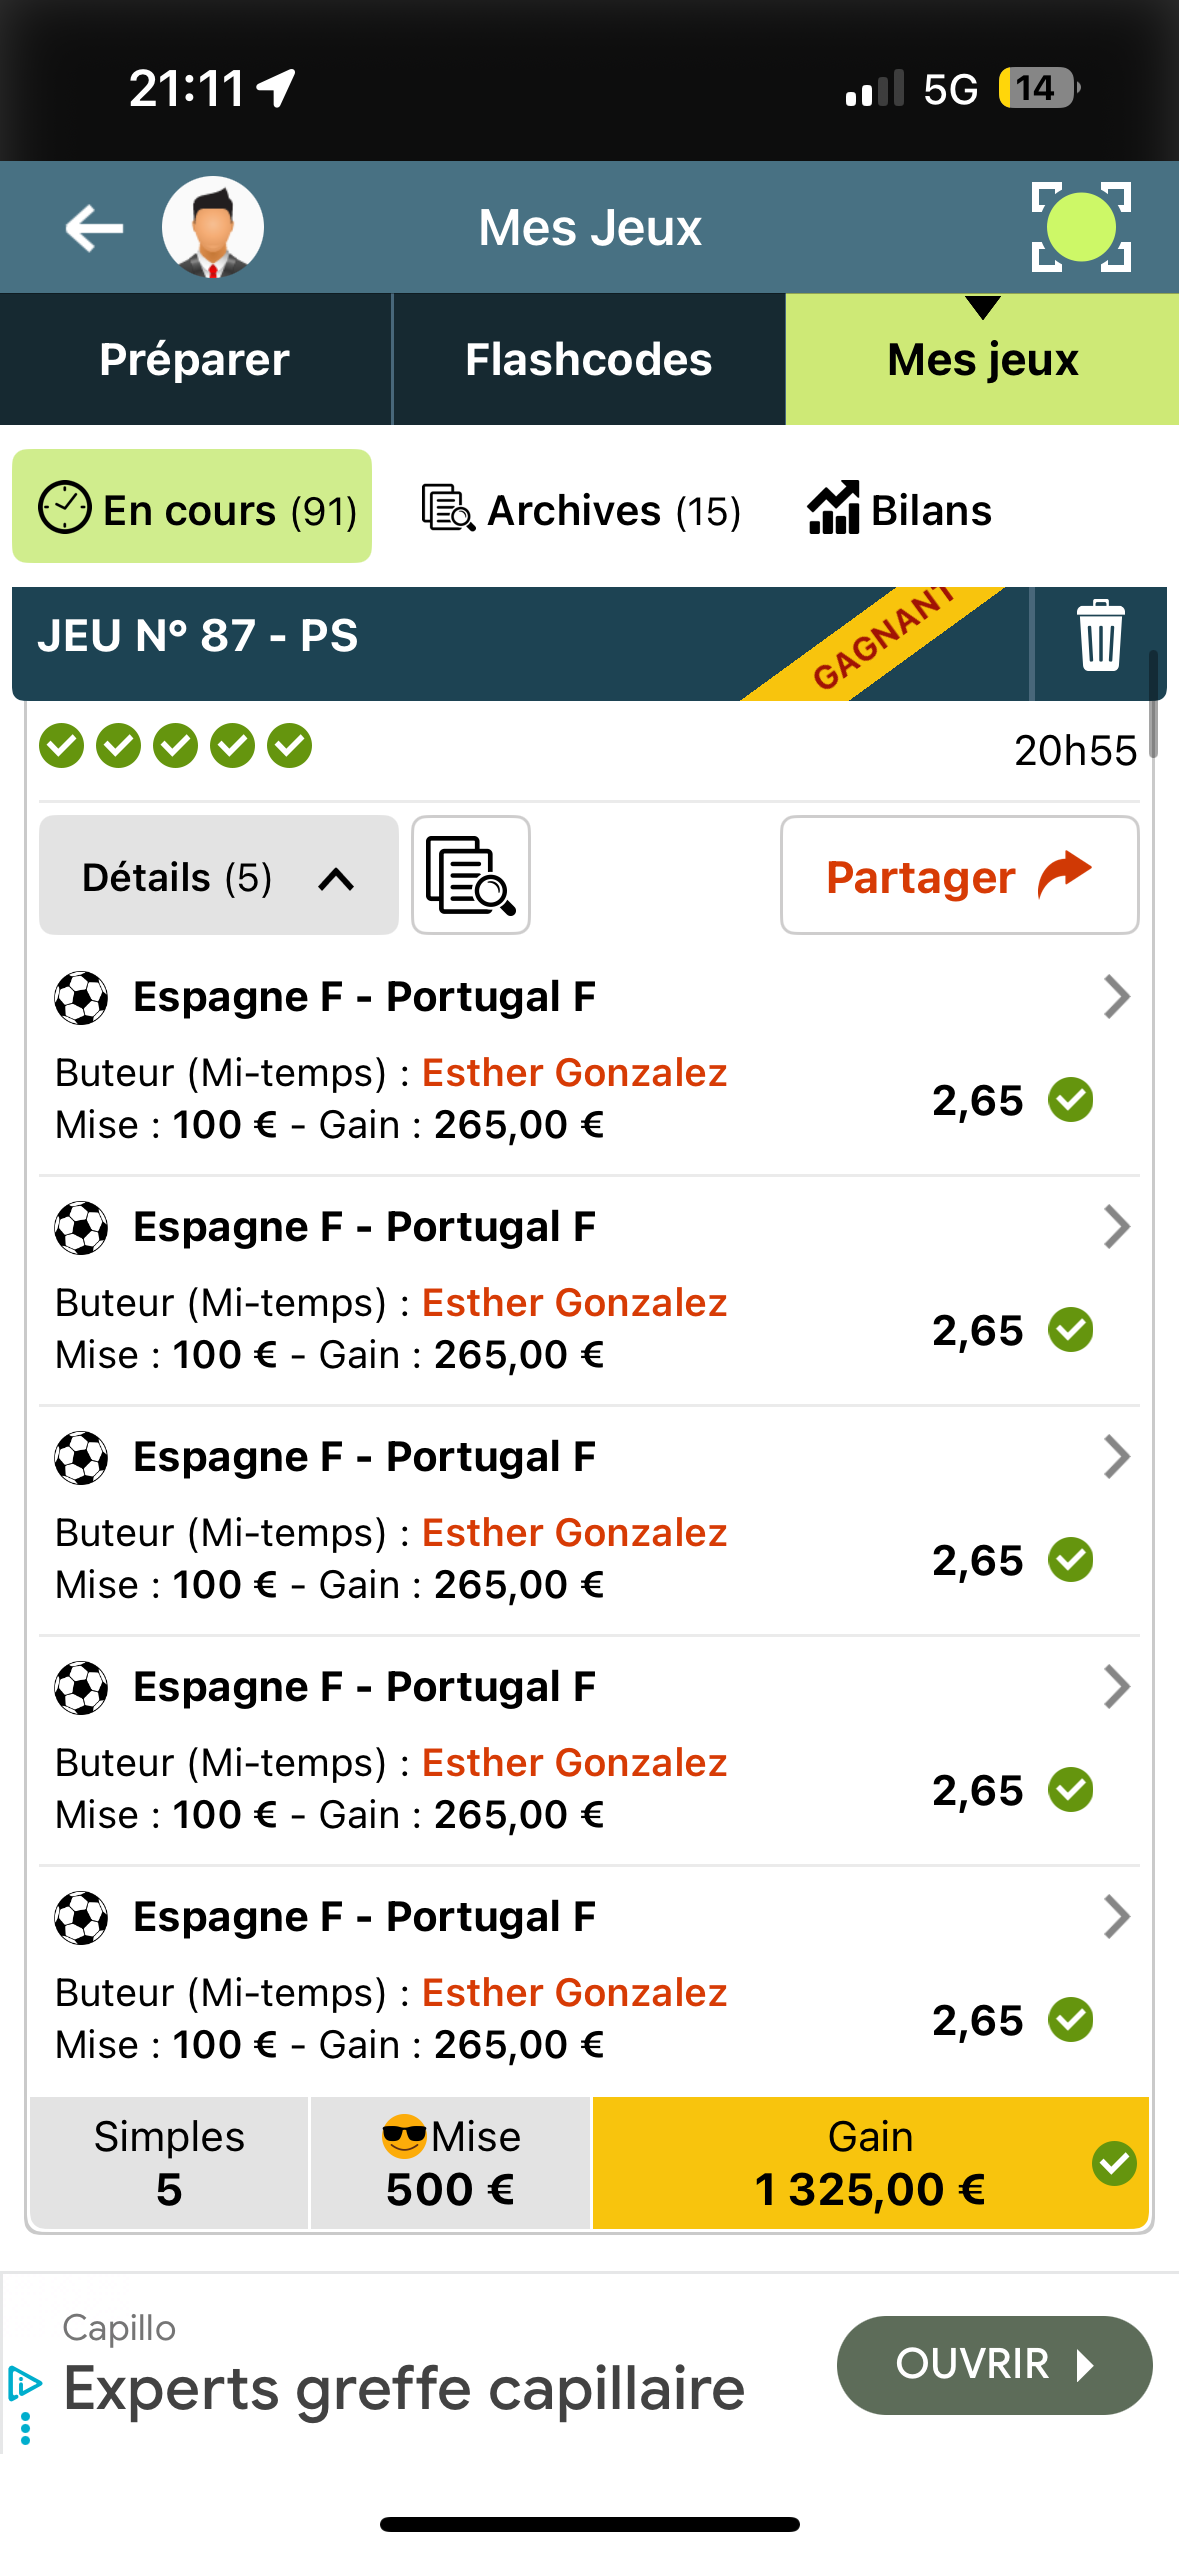 21:11 5G 14
Mes Jeux
Préparer Flashcodes Mes jeux
En cours (91) Archives (15) Bilans
JEU N° 87 - PS GAGNANT
20h55
Détails (5) Partager
Espagne F - Portugal F
Buteur (Mi-temps) : Esther Gonzalez
Mise : 100 € - Gain : 265,00 € 2,65
Espagne F - Portugal F
Buteur (Mi-temps) : Esther Gonzalez
Mise : 100 € - Gain : 265,00 € 2,65
Espagne F - Portugal F
Buteur (Mi-temps) : Esther Gonzalez
Mise : 100 € - Gain : 265,00 € 2,65
Espagne F - Portugal F
Buteur (Mi-temps) : Esther Gonzalez
Mise : 100 € - Gain : 265,00 € 2,65
Espagne F - Portugal F
Buteur (Mi-temps) : Esther Gonzalez
Mise : 100 € - Gain : 265,00 € 2,65
Simples 😎Mise Gain
5 500 € 1 325,00 €
Capillo
Experts greffe capillaire
OUVRIR